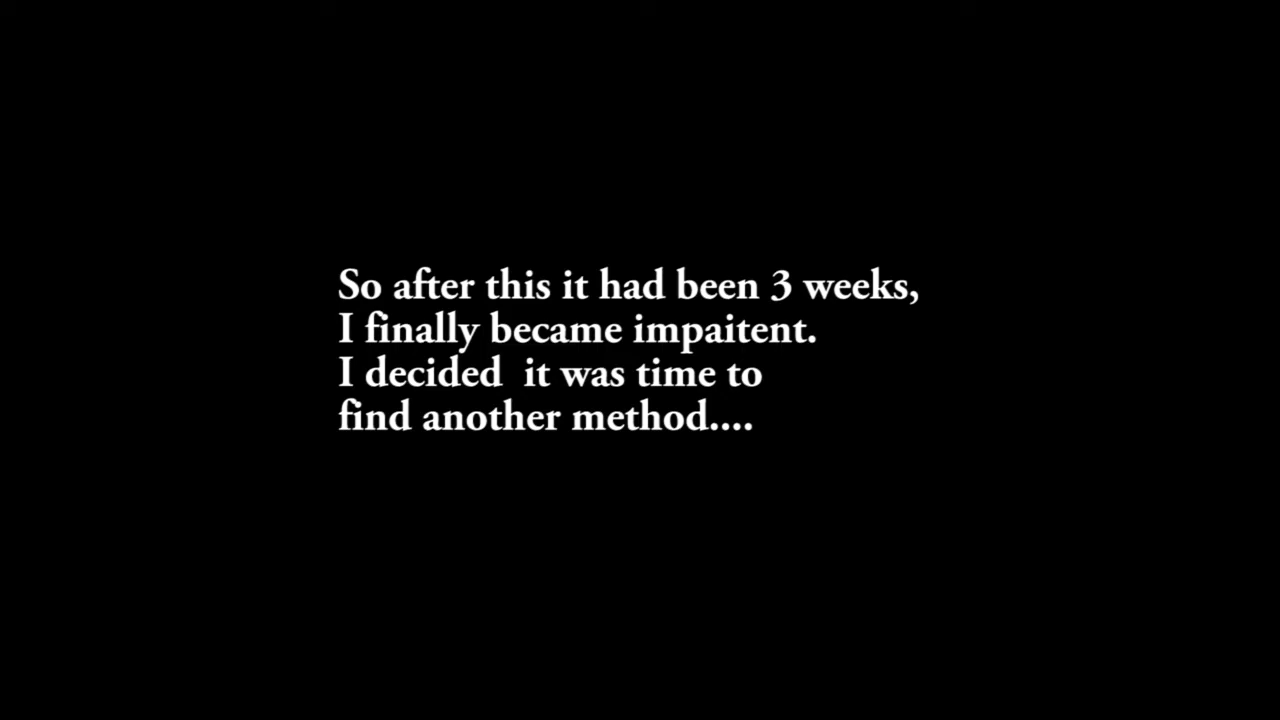 So after this it had been 3 weeks,
I finally became impaitent.
I decided  it was time to
find another method....